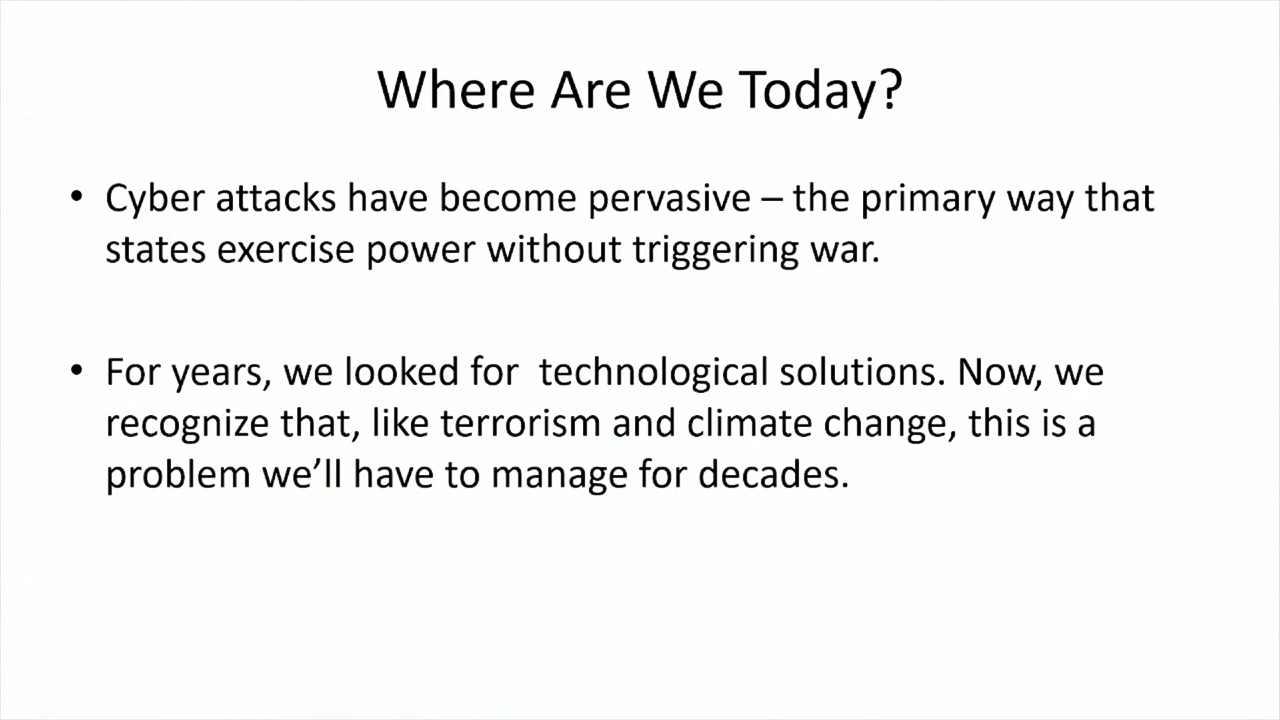 Where Are We Today?
• Cyber attacks have become pervasive – the primary way that
states exercise power without triggering war.
• For years, we looked for  technological solutions. Now, we
recognize that, like terrorism and climate change, this is a
problem we’ll have to manage for decades.